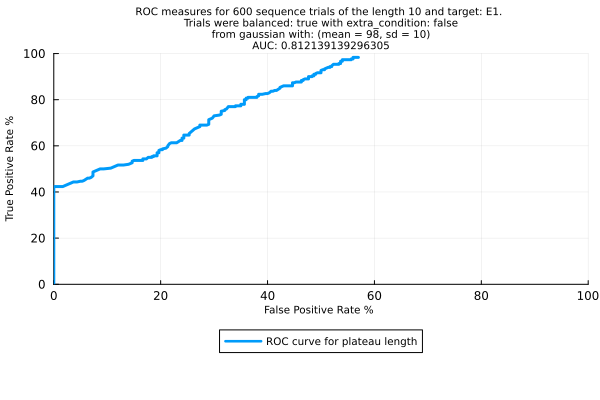 ROC measures for 600 sequence trials of the length 10 and target: E1.
Trials were balanced: true with extra_condition: false
from gaussian with: (mean = 98, sd = 10)
AUC: 0.812139139296305
100
80
60
40
20
0
True Positive Rate %
0 20 40 60 80 100
False Positive Rate %
ROC curve for plateau length